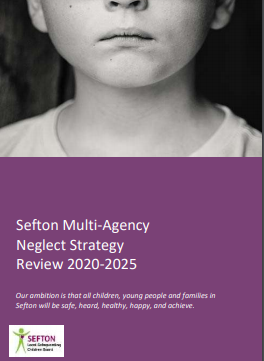 Sefton Multi-Agency
Neglect Strategy
Review 2020-2025
Our ambition is that all children, young people and families in
Sefton will be safe, heard, healthy, happy, and achieve.
SEFTON
Local Safeguarding
Children Board